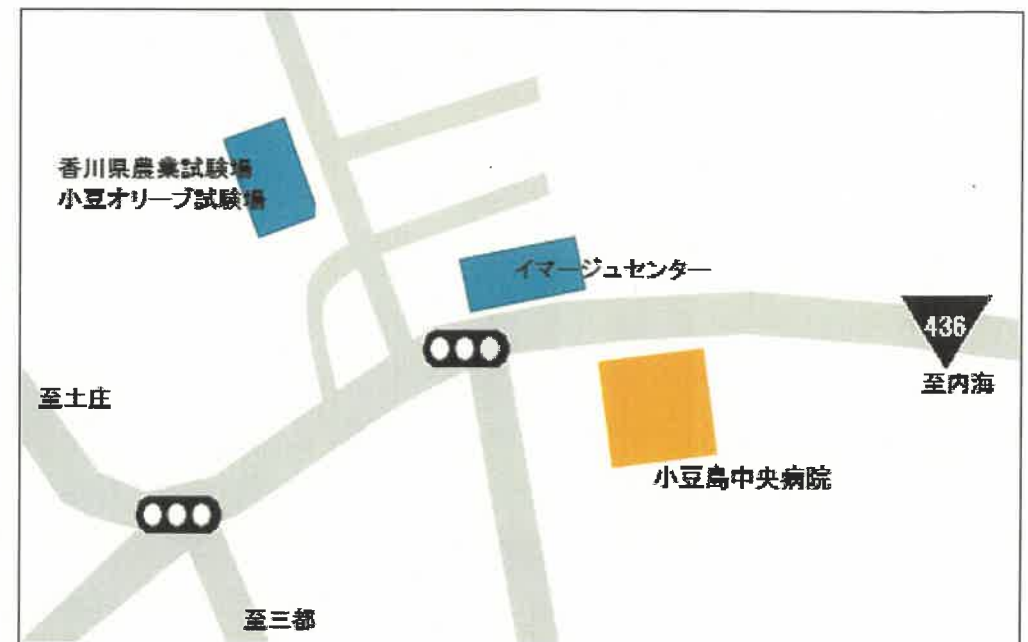 香川県農業試験場
小豆オリーブ試験場
イマージュセンター
436
至内海
至土庄
小豆島中央病院
至三都